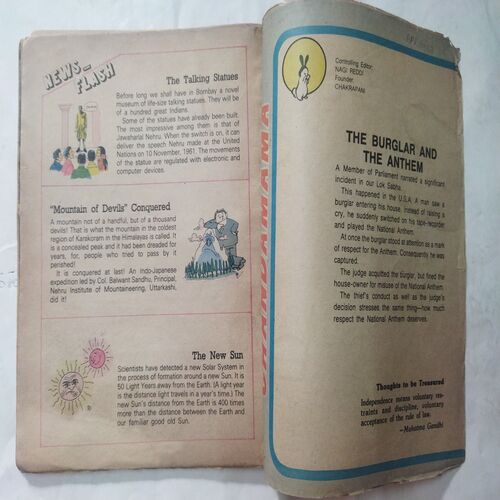 NEWS-FLASH
The Talking Statues
Before long we shall have in Bombay a novel
museum of life-size talking statues. They will be
of a hundred great Indians.
Some of the statues have already been built.
The most impressive among them is that of
Jawaharlal Nehru. When the switch is on, it can
deliver the speech Nehru made at the United
Nations on 10 November, 1961. The movements
of the statue are regulated with electronic and
computer devices.
"Mountain of Devils" Conquered
A mountain not of a handful, but of a thousand
devils! That is what the mountain in the coldest
region of Karakoram in the Himalayas is called. It
is a concealed peak and it had been dreaded for
years, for, people who tried to pass by it
perished!
It is conquered at last! An indo-Japanese
expedition led by Col. Balwant Sandhu, Principal,
Nehru Institute of Mountaineering, Uttarkashi,
did it!
The New Sun
Scientists have detected a new Solar System in
the process of formation around a new Sun. It is
50 Light Years away from the Earth. (A light year
is the distance light travels in a year's time.) The
new Sun's distance from the Earth is 400 times
more than the distance between the Earth and
our familiar good old Sun.
CHANDAMAMA
Controlling Editor:
NAGI REDDI
Founder:
CHAKRAPANI
THE BURGLAR AND
THE ANTHEM
A Member of Parliament narrated a significant
incident in our Lok Sabha.
This happened in the U.S.A. A man saw a
burglar entering his house. Instead of raising a
cry, he suddenly switched on his tape-recorder
and played the National Anthem.
At once the burglar stood at attention as a mark
of respect for the Anthem. Consequently he was
captured.
The judge acquitted the burglar, but fined the
house-owner for misuse of the National Anthem.
The thief's conduct as well as the judge's
decision stresses the same thing—how much
respect the National Anthem deserves.
Thoughts to be Treasured
Independence means voluntary res-
traints and discipline, voluntary
acceptance of the rule of law.
—Mahatma Gandhi